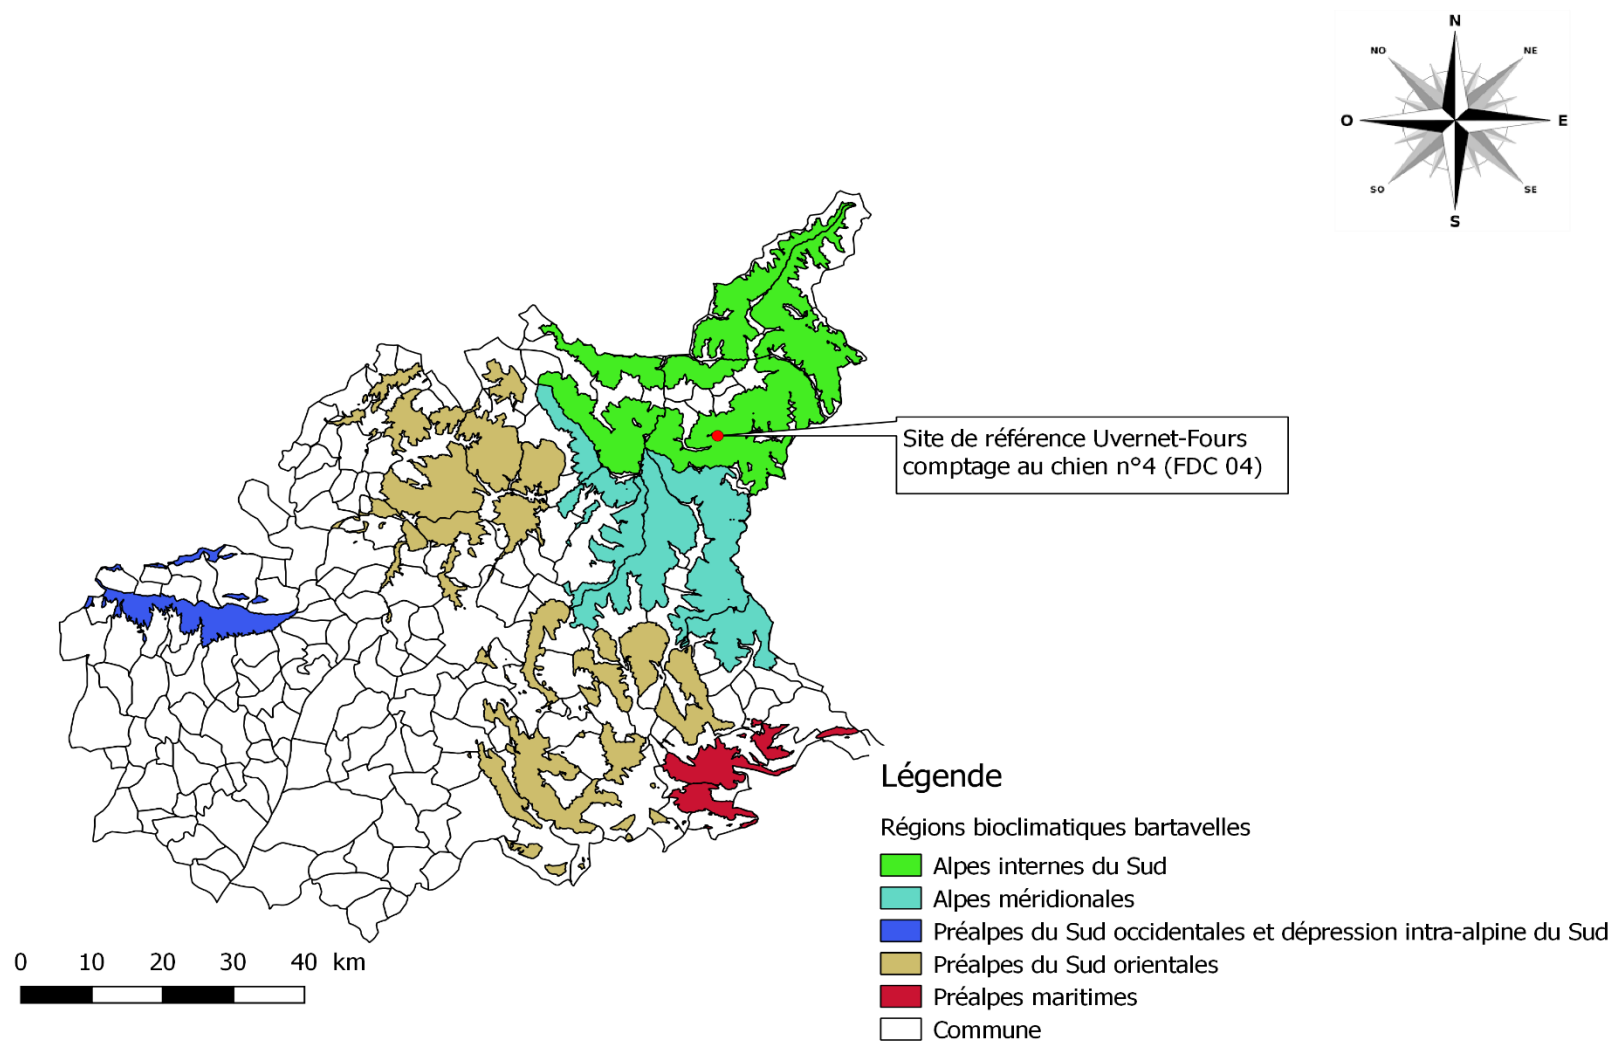 N
NO
NE
O
E
SO
SE
S
Site de référence Uvernet-Fours
comptage au chien n°4 (FDC 04)
Légende
Régions bioclimatiques bartavelles
Alpes internes du Sud
Alpes méridionales
Préalpes du Sud occidentales et dépression intra-alpine du Sud
Préalpes du Sud orientales
Préalpes maritimes
Commune
0 10 20 30 40 km